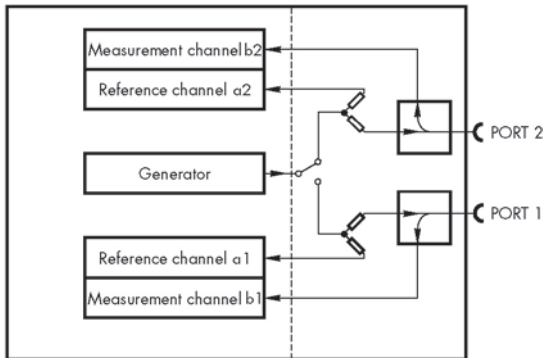 Measurement channel b2
Reference channel a2
PORT 2
Generator
PORT 1
Reference channel a1
Measurement channel b1